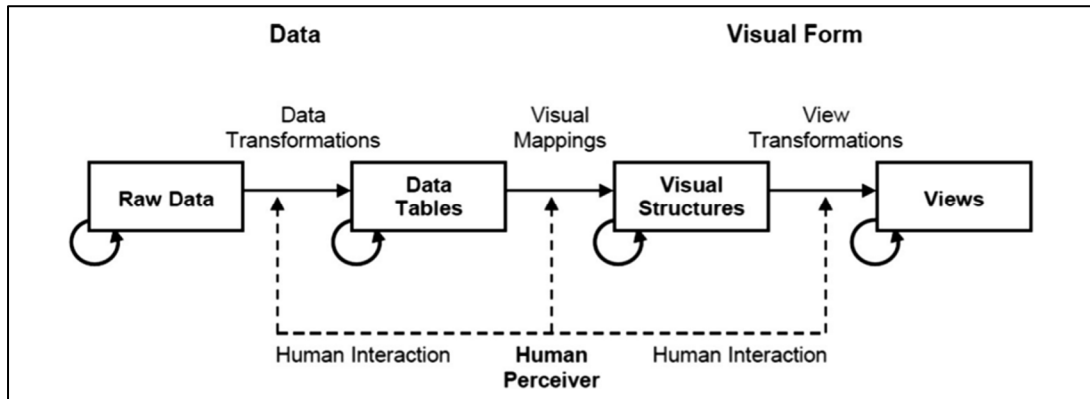 Data
Visual Form
Data
Transformations
Visual
Mappings
View
Transformations
Raw Data
Data
Tables
Visual
Structures
Views
Human Interaction
Human
Perceiver
Human Interaction